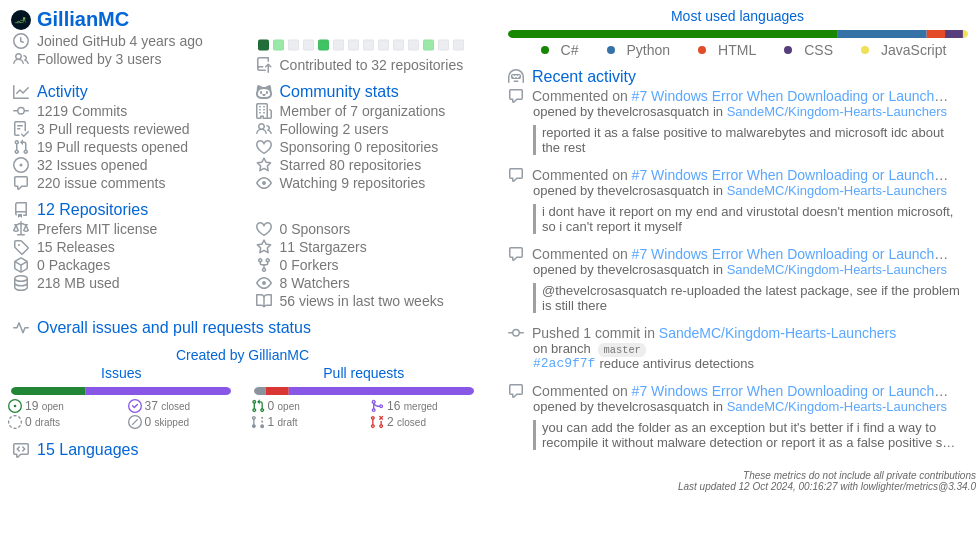 GillianMC
Joined GitHub 4 years ago
Followed by 3 users
Contributed to 32 repositories
Activity
1219 Commits
3 Pull requests reviewed
19 Pull requests opened
32 Issues opened
220 issue comments
Community stats
Member of 7 organizations
Following 2 users
Sponsoring 0 repositories
Starred 80 repositories
Watching 9 repositories
12 Repositories
Prefers MIT license
15 Releases
0 Packages
218 MB used
0 Sponsors
11 Stargazers
0 Forkers
8 Watchers
56 views in last two weeks
Overall issues and pull requests status
Created by GillianMC
Issues
19 open
37 closed
0 drafts
0 skipped
Pull requests
0 open
16 merged
1 draft
2 closed
15 Languages
Most used languages
C# Python HTML CSS JavaScript
Recent activity
Commented on #7 Windows Error When Downloading or Launch…
opened by thevelcrosasquatch in SandeMC/Kingdom-Hearts-Launchers
reported it as a false positive to malwarebytes and microsoft idc about
the rest
Commented on #7 Windows Error When Downloading or Launch…
opened by thevelcrosasquatch in SandeMC/Kingdom-Hearts-Launchers
i dont have it report on my end and virustotal doesn't mention microsoft,
so i can't report it myself
Commented on #7 Windows Error When Downloading or Launch…
opened by thevelcrosasquatch in SandeMC/Kingdom-Hearts-Launchers
@thevelcrosasquatch re-uploaded the latest package, see if the problem
is still there
Pushed 1 commit in SandeMC/Kingdom-Hearts-Launchers
on branch master
#2ac9f7f reduce antivirus detections
Commented on #7 Windows Error When Downloading or Launch…
opened by thevelcrosasquatch in SandeMC/Kingdom-Hearts-Launchers
you can add the folder as an exception but it's better if i find a way to
recompile it without malware detection or report it as a false positive s…
These metrics do not include all private contributions
Last updated 12 Oct 2024, 00:16:27 with lowlighter/metrics@3.34.0